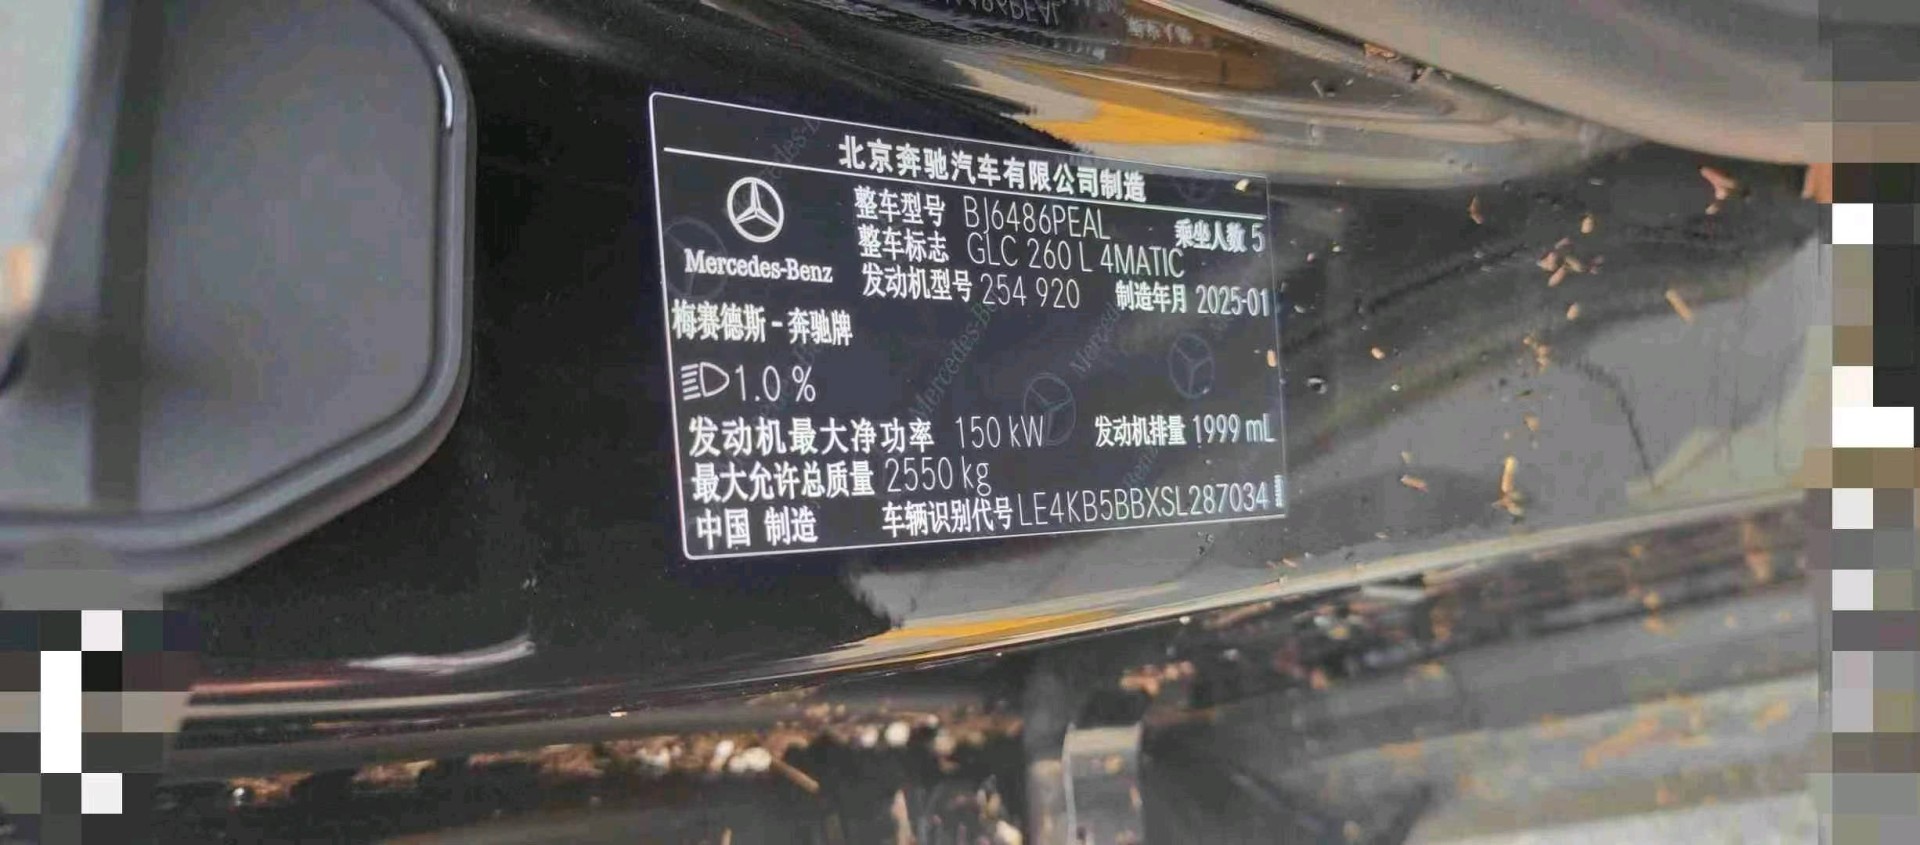 北京奔驰汽车有限公司制造
Mercedes-Benz
整车型号 BJ6486PEAL 乘坐人数 5
整车标志 GLC 260 L 4MATIC
发动机型号 254 920 制造年月 2025-01
梅赛德斯-奔驰牌
1.0 %
发动机最大净功率 150 kW 发动机排量 1999 mL
最大允许总质量 2550 kg
中国 制造 车辆识别代号 LE4KB5BBXSL287034